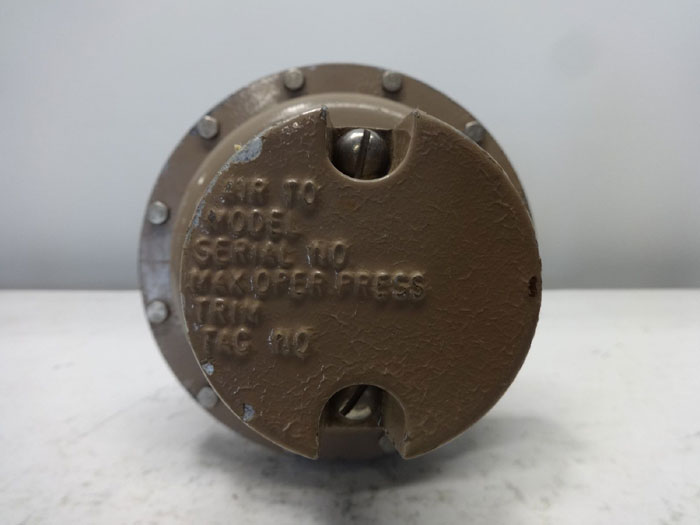 AIR TO
MODEL
SERIAL NO
MAX OPER PRESS
TRIM
TAG NO